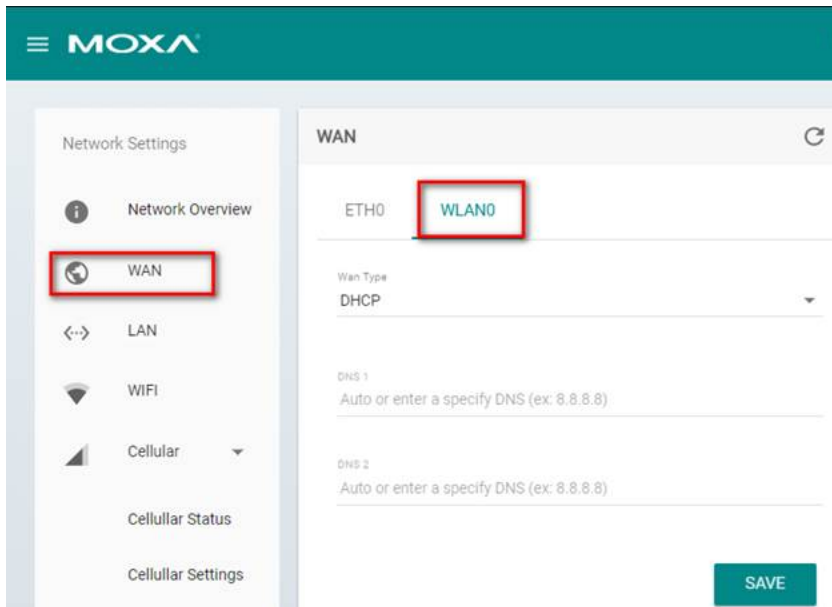 MOXA
Network Settings
Network Overview
WAN
LAN
WIFI
Cellular
Cellullar Status
Cellullar Settings
WAN
ETH0 WLAN0
Wan Type
DHCP
DNS 1
Auto or enter a specify DNS (ex: 8.8.8.8)
DNS 2
Auto or enter a specify DNS (ex: 8.8.8.8)
SAVE